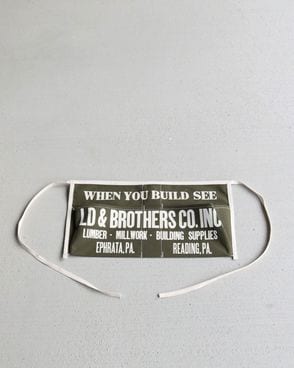 WHEN YOU BUILD SEE
LD & BROTHERS CO. INC
LUMBER · MILLWORK · BUILDING SUPPLIES
EPHRATA, PA. READING, PA.